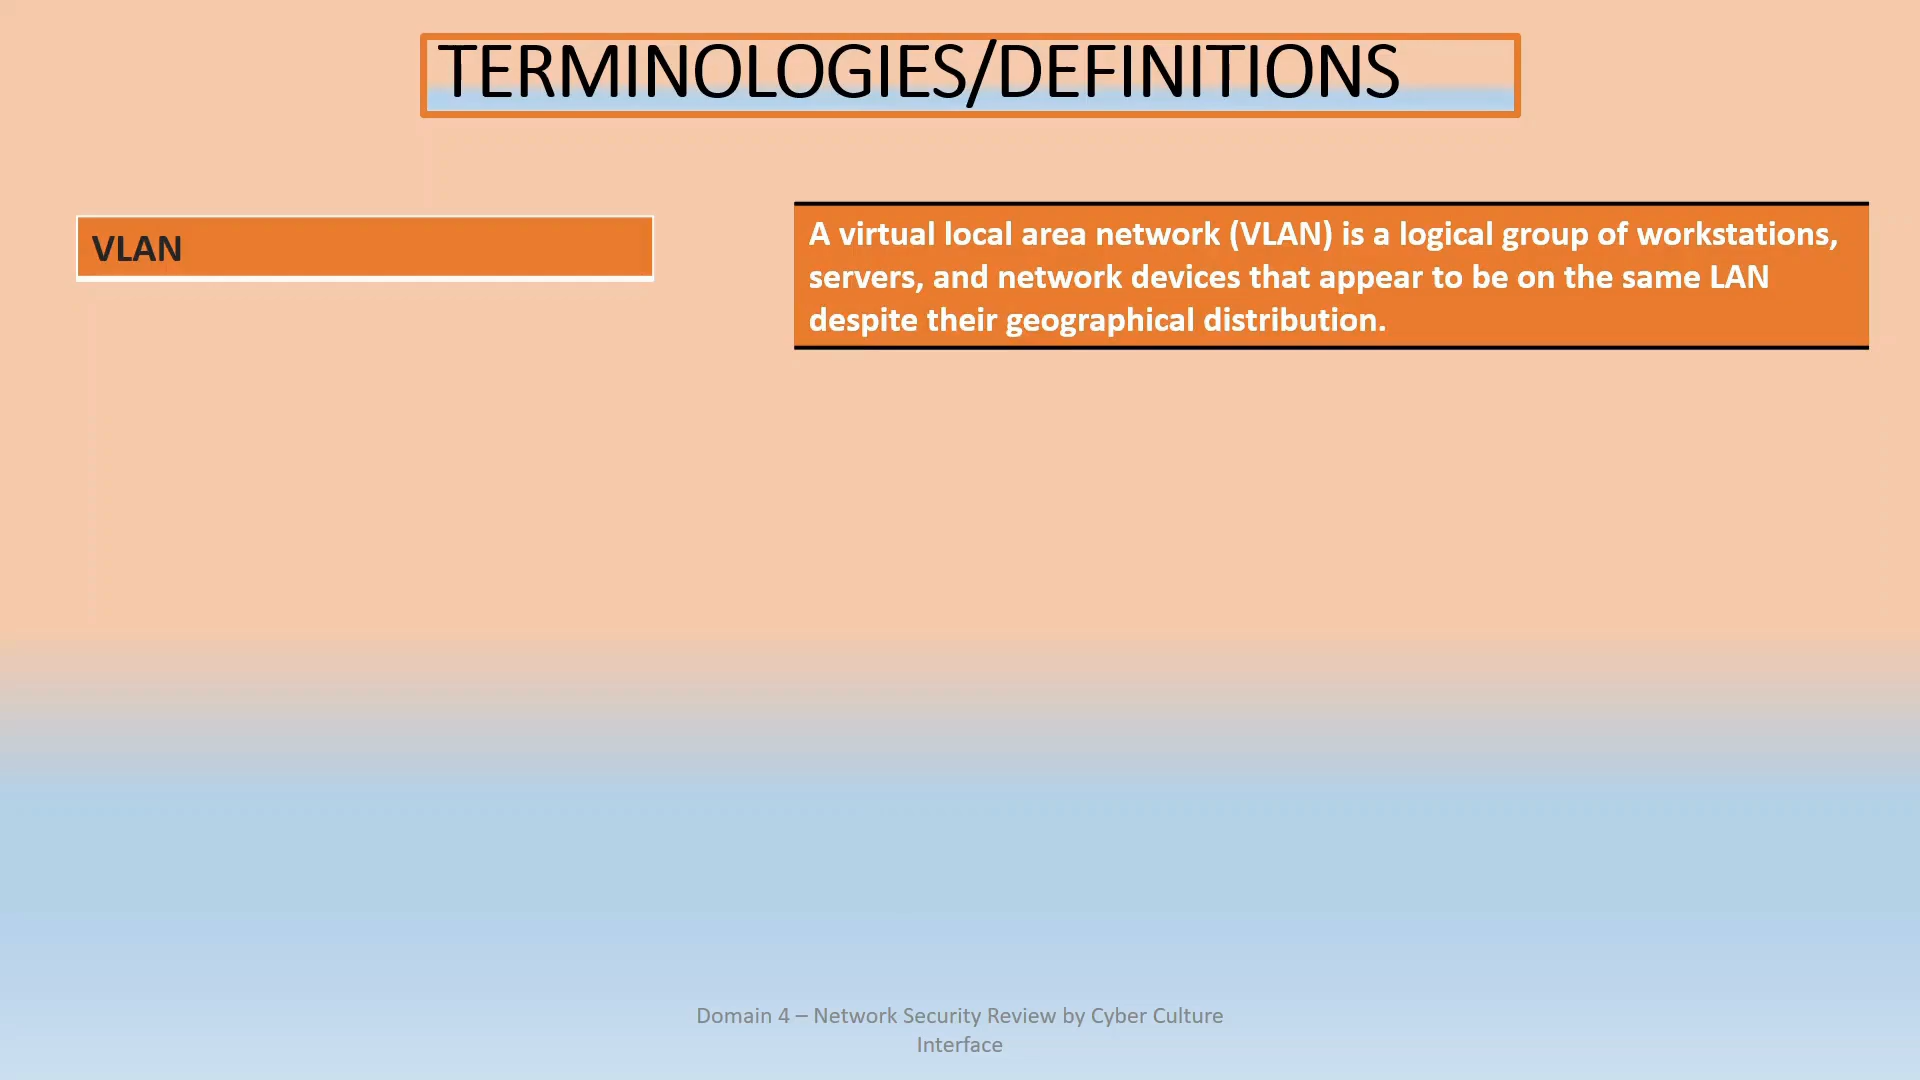 TERMINOLOGIES/DEFINITIONS
VLAN
A virtual local area network (VLAN) is a logical group of workstations,
servers, and network devices that appear to be on the same LAN
despite their geographical distribution.
Domain 4 – Network Security Review by Cyber Culture
Interface